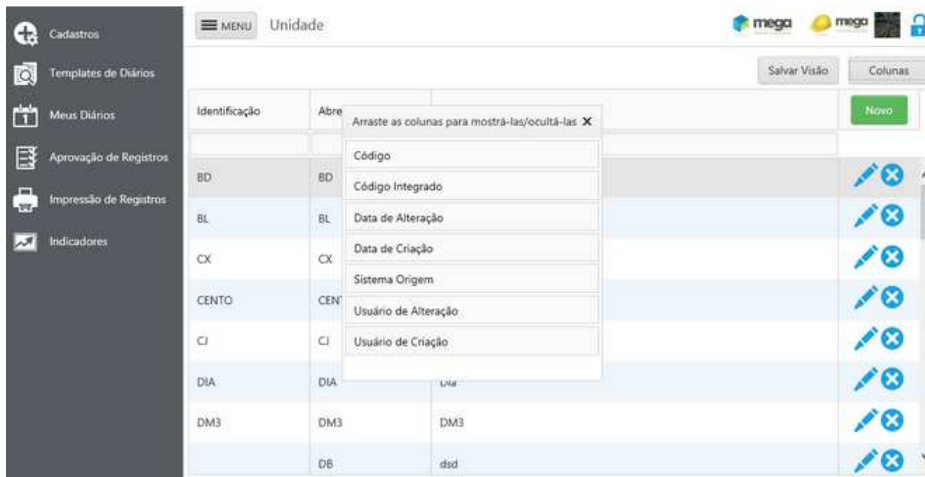 Cadastros
Templates de Diários
Meus Diários
Aprovação de Registros
Impressão de Registros
Indicadores
MENU Unidade
mega mega
Salvar Visão Colunas
Identificação Abre Novo
Arraste as colunas para mostrá-las/ocultá-las X
Código
Código Integrado
Data de Alteração
Data de Criação
Sistema Origem
Usuário de Alteração
Usuário de Criação
BD BD
BL BL
CX CX
CENTO CENT
CJ CJ
DIA DIA Dia
DM3 DM3 DM3
DB dsd